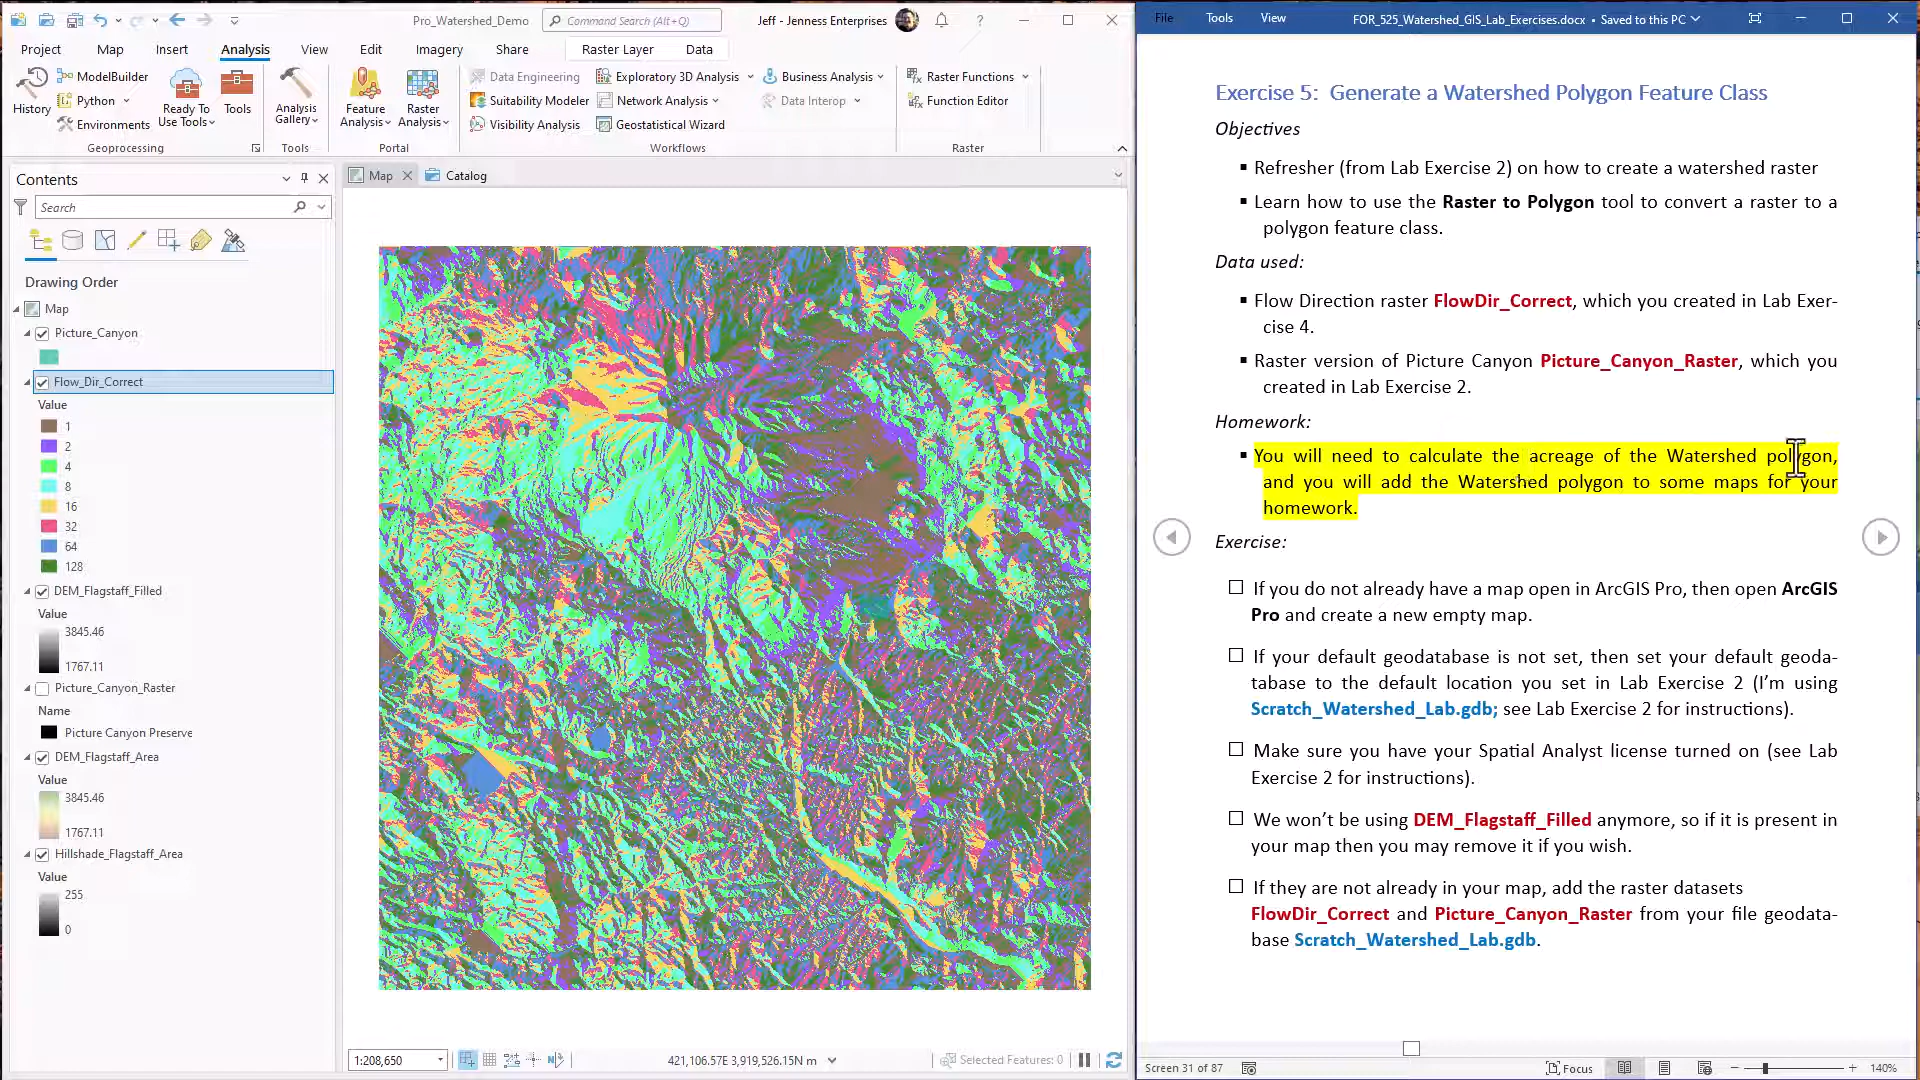 Pro_Watershed_Demo
Command Search (Alt+Q)
Jeff - Jenness Enterprises
?
Project
Map
Insert
Analysis
View
Edit
Imagery
Share
Raster Layer
Data
History
ModelBuilder
Python
Environments
Ready To
Use Tools
Tools
Geoprocessing
Analysis
Gallery
Tools
Feature
Analysis
Raster
Analysis
Portal
Data Engineering
Suitability Modeler
Visibility Analysis
Exploratory 3D Analysis
Network Analysis
Geostatistical Wizard
Business Analysis
Data Interop
Workflows
Raster Functions
Function Editor
Raster
Contents
Search
Drawing Order
Map
Picture_Canyon
Flow_Dir_Correct
Value
1
2
4
8
16
32
64
128
DEM_Flagstaff_Filled
Value
3845.46
1767.11
Picture_Canyon_Raster
Name
Picture Canyon Preserve
DEM_Flagstaff_Area
Value
3845.46
1767.11
Hillshade_Flagstaff_Area
Value
255
0
Map
Catalog
1:208,650
421,106.57E 3,919,526.15N m
Selected Features: 0
File
Tools
View
FOR_525_Watershed_GIS_Lab_Exercises.docx • Saved to this PC
Exercise 5: Generate a Watershed Polygon Feature Class
Objectives
▪ Refresher (from Lab Exercise 2) on how to create a watershed raster
▪ Learn how to use the Raster to Polygon tool to convert a raster to a
polygon feature class.
Data used:
▪ Flow Direction raster FlowDir_Correct, which you created in Lab Exer-
cise 4.
▪ Raster version of Picture Canyon Picture_Canyon_Raster, which you
created in Lab Exercise 2.
Homework:
▪ You will need to calculate the acreage of the Watershed polygon,
and you will add the Watershed polygon to some maps for your
homework.
Exercise:
☐ If you do not already have a map open in ArcGIS Pro, then open ArcGIS
Pro and create a new empty map.
☐ If your default geodatabase is not set, then set your default geoda-
tabase to the default location you set in Lab Exercise 2 (I'm using
Scratch_Watershed_Lab.gdb; see Lab Exercise 2 for instructions).
☐ Make sure you have your Spatial Analyst license turned on (see Lab
Exercise 2 for instructions).
☐ We won't be using DEM_Flagstaff_Filled anymore, so if it is present in
your map then you may remove it if you wish.
☐ If they are not already in your map, add the raster datasets
FlowDir_Correct and Picture_Canyon_Raster from your file geodata-
base Scratch_Watershed_Lab.gdb.
Screen 31 of 87
Focus
140%